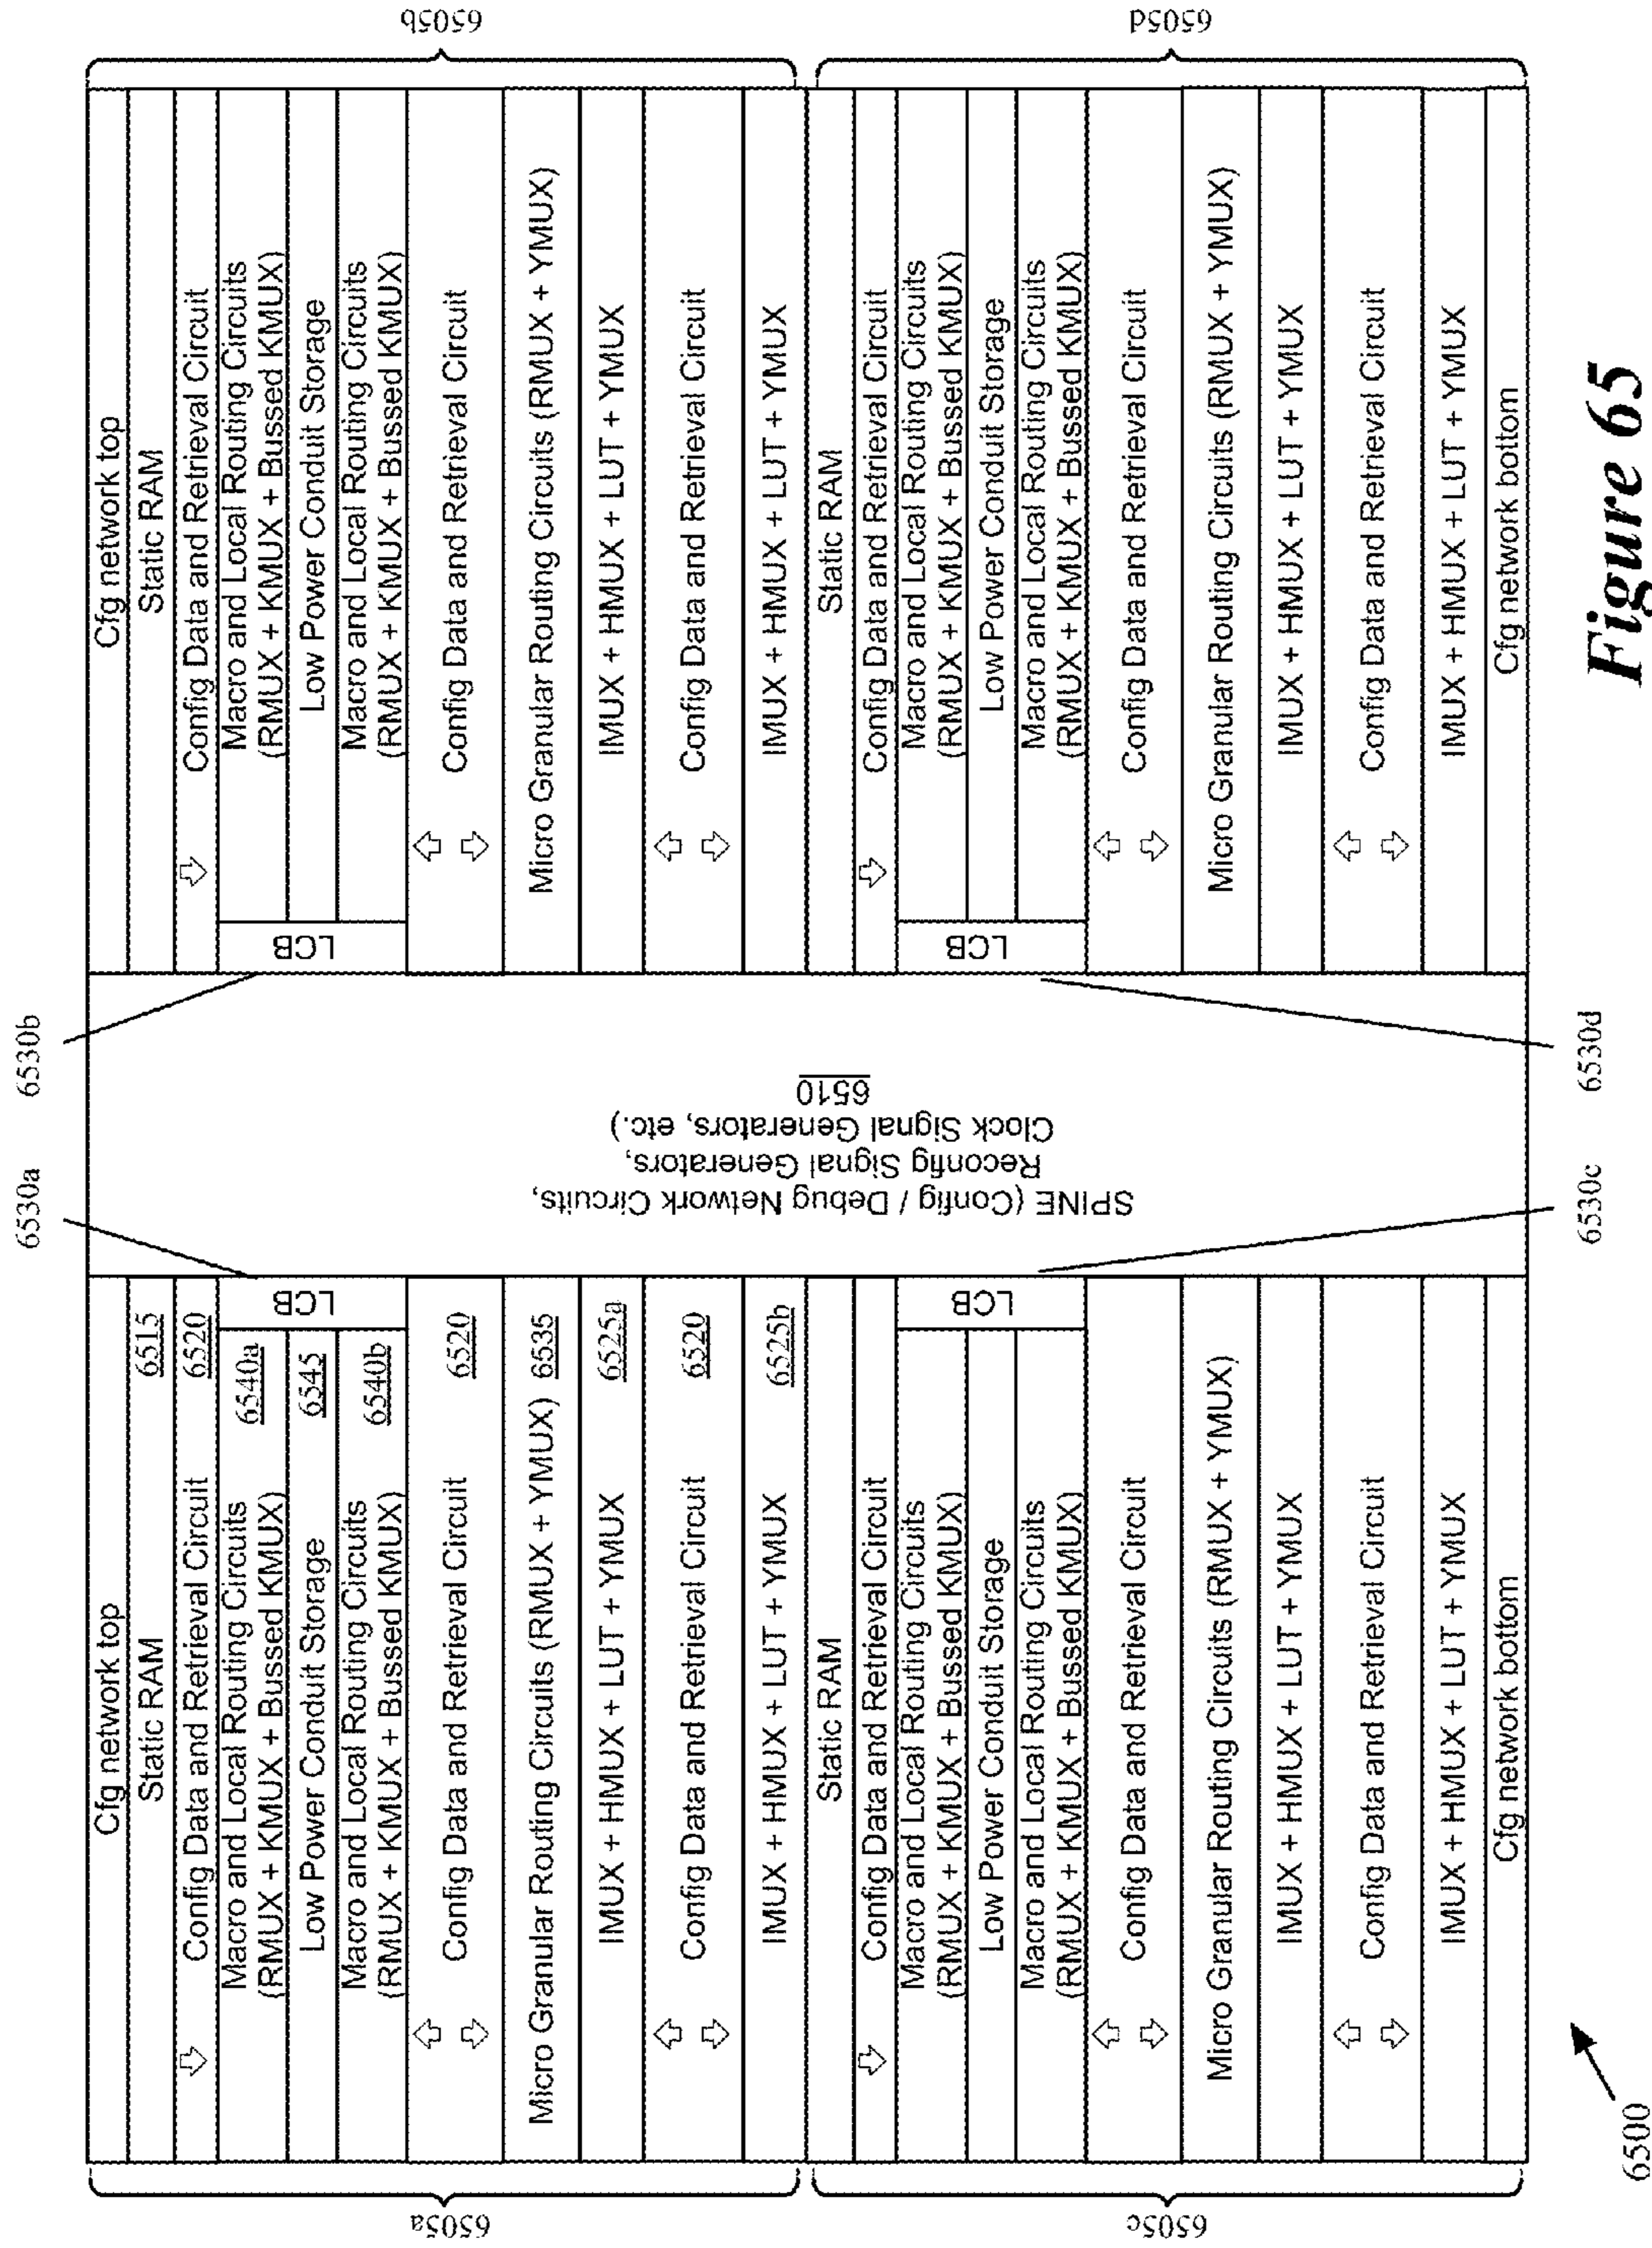 6530a
6530b
6505a
Cfg network top
Static RAM 6515
Config Data and Retrieval Circuit 6520
Macro and Local Routing Circuits
(RMUX + KMUX + Bussed KMUX) 6540a
Low Power Conduit Storage 6545
Macro and Local Routing Circuits
(RMUX + KMUX + Bussed KMUX) 6540b
LCB
Config Data and Retrieval Circuit 6520
Micro Granular Routing Circuits (RMUX + YMUX) 6535
IMUX + HMUX + LUT + YMUX 6525a
Config Data and Retrieval Circuit 6520
IMUX + HMUX + LUT + YMUX 6525b
6505c
Static RAM
Config Data and Retrieval Circuit
Macro and Local Routing Circuits
(RMUX + KMUX + Bussed KMUX)
Low Power Conduit Storage
Macro and Local Routing Circuits
(RMUX + KMUX + Bussed KMUX)
LCB
Config Data and Retrieval Circuit
Micro Granular Routing Circuits (RMUX + YMUX)
IMUX + HMUX + LUT + YMUX
Config Data and Retrieval Circuit
IMUX + HMUX + LUT + YMUX
Cfg network bottom
SPINE (Config / Debug Network Circuits,
Reconfig Signal Generators,
Clock Signal Generators, etc.)
6510
6505b
Cfg network top
Static RAM
Config Data and Retrieval Circuit
Macro and Local Routing Circuits
(RMUX + KMUX + Bussed KMUX)
Low Power Conduit Storage
Macro and Local Routing Circuits
(RMUX + KMUX + Bussed KMUX)
LCB
Config Data and Retrieval Circuit
Micro Granular Routing Circuits (RMUX + YMUX)
IMUX + HMUX + LUT + YMUX
Config Data and Retrieval Circuit
IMUX + HMUX + LUT + YMUX
6505d
Static RAM
Config Data and Retrieval Circuit
Macro and Local Routing Circuits
(RMUX + KMUX + Bussed KMUX)
Low Power Conduit Storage
Macro and Local Routing Circuits
(RMUX + KMUX + Bussed KMUX)
LCB
Config Data and Retrieval Circuit
Micro Granular Routing Circuits (RMUX + YMUX)
IMUX + HMUX + LUT + YMUX
Config Data and Retrieval Circuit
IMUX + HMUX + LUT + YMUX
Cfg network bottom
6530c
6530d
6500
Figure 65